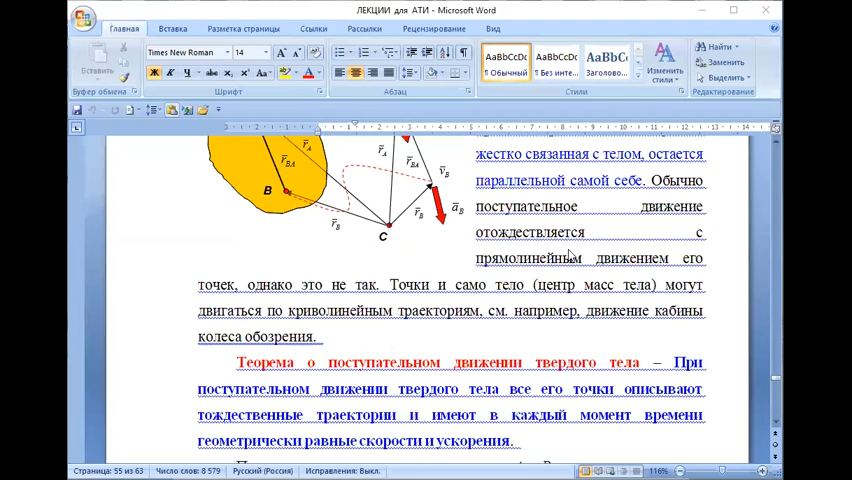 ЛЕКЦИИ для АТИ - Microsoft Word
Главная Вставка Разметка страницы Ссылки Рассылки Рецензирование Вид
Times New Roman 14
Вставить
Ж К Ч
AaBbCcDc AaBbCcDc AaBbCc
¶ Обычный ¶ Без инте... Заголово...
Изменить стили
Найти
Заменить
Выделить
Буфер обмена Шрифт Абзац Стили Редактирование
жестко связанная с телом, остается
параллельной самой себе. Обычно
поступательное движение
отождествляется с
прямолинейным движением его
точек, однако это не так. Точки и само тело (центр масс тела) могут
двигаться по криволинейным траекториям, см. например, движение кабины
колеса обозрения.
r̅A
r̅BA
r̅BA
v̅B
B
a̅B
r̅B
r̅B
C
Теорема о поступательном движении твердого тела – При
поступательном движении твердого тела все его точки описывают
тождественные траектории и имеют в каждый момент времени
геометрически равные скорости и ускорения.
Страница: 55 из 63 Число слов: 8 579 Русский (Россия) Исправления: Выкл. 116%